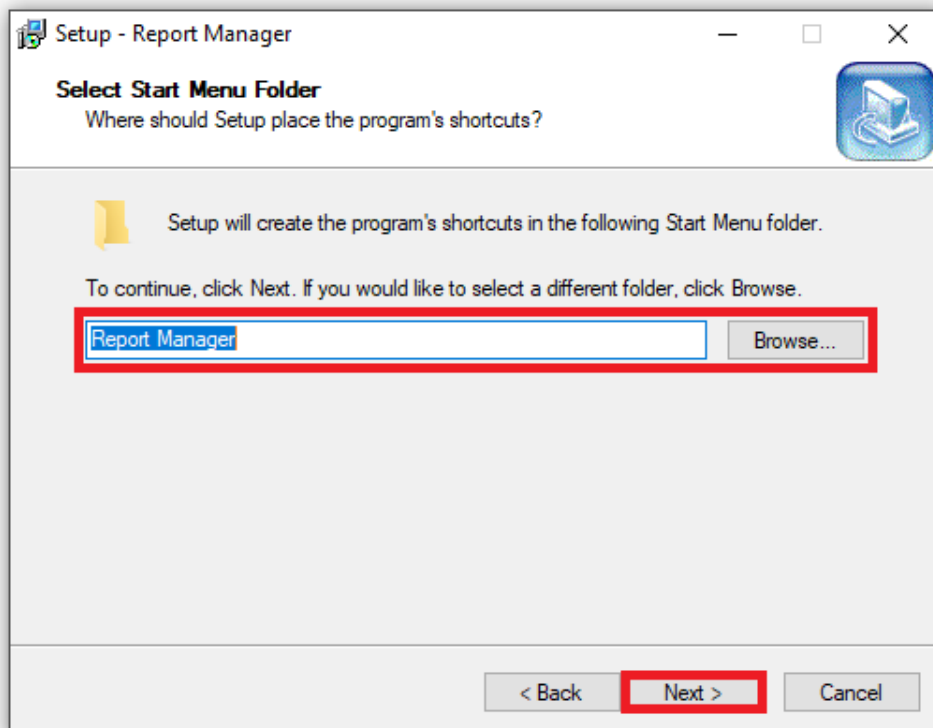 Setup - Report Manager
Select Start Menu Folder
Where should Setup place the program's shortcuts?
Setup will create the program's shortcuts in the following Start Menu folder.
To continue, click Next. If you would like to select a different folder, click Browse.
Report Manager
Browse...
< Back
Next >
Cancel